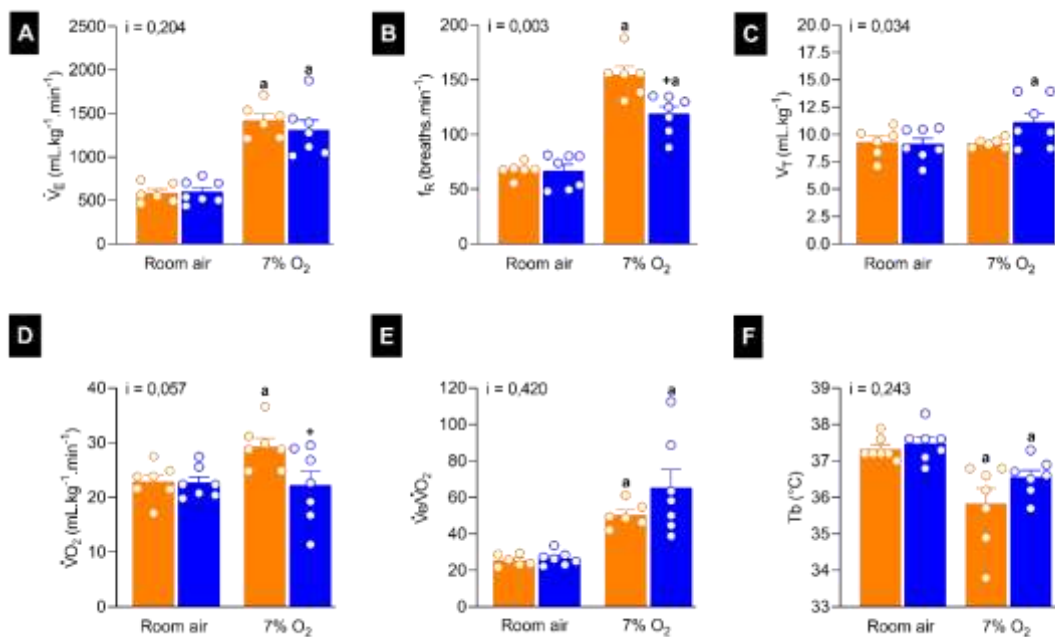 A
i = 0,204
V̇E (mL.kg⁻¹.min⁻¹)
2500
2000
1500
1000
500
0
a
a
Room air
7% O₂
B
i = 0,003
fR (breaths.min⁻¹)
200
150
100
50
0
a
+a
Room air
7% O₂
C
i = 0,034
VT (mL.kg⁻¹)
20.0
17.5
15.0
12.5
10.0
7.5
5.0
2.5
0.0
a
Room air
7% O₂
D
i = 0,057
V̇O₂ (mL.kg⁻¹.min⁻¹)
40
30
20
10
0
a
+
Room air
7% O₂
E
i = 0,420
V̇e/V̇O₂
120
100
80
60
40
20
0
a
a
Room air
7% O₂
F
i = 0,243
Tb (°C)
39
38
37
36
35
34
33
a
a
Room air
7% O₂